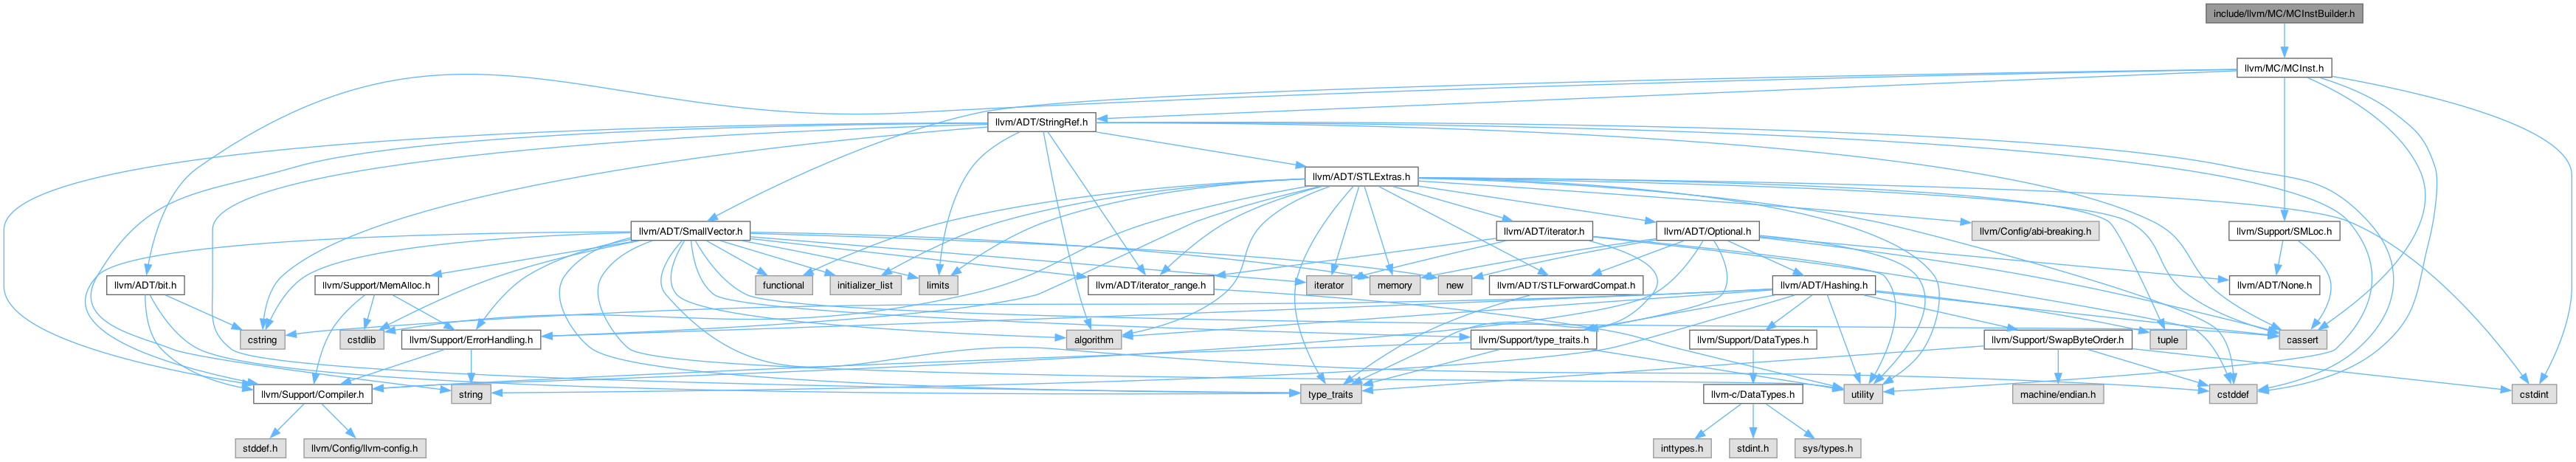 include/llvm/MC/MCInstBuilder.h
llvm/MC/MCInst.h
llvm/ADT/StringRef.h
llvm/ADT/STLExtras.h
llvm/ADT/SmallVector.h
llvm/ADT/iterator.h
llvm/ADT/Optional.h
llvm/Config/abi-breaking.h
llvm/Support/SMLoc.h
llvm/ADT/bit.h
llvm/Support/MemAlloc.h
functional
initializer_list
limits
llvm/ADT/iterator_range.h
iterator
memory
new
llvm/ADT/STLForwardCompat.h
llvm/ADT/Hashing.h
llvm/ADT/None.h
cstring
cstdlib
llvm/Support/ErrorHandling.h
algorithm
llvm/Support/type_traits.h
llvm/Support/DataTypes.h
llvm/Support/SwapByteOrder.h
tuple
cassert
llvm/Support/Compiler.h
string
type_traits
llvm-c/DataTypes.h
utility
machine/endian.h
cstddef
cstdint
stddef.h
llvm/Config/llvm-config.h
inttypes.h
stdint.h
sys/types.h